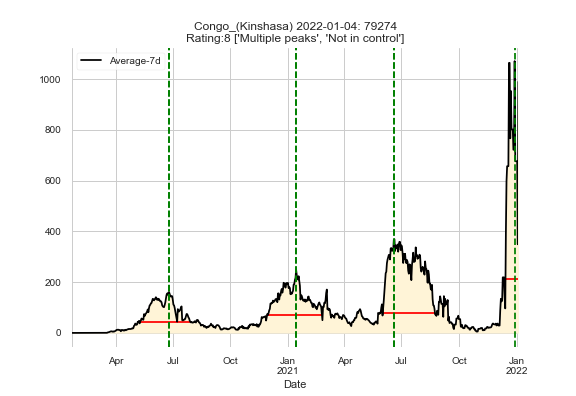 Congo_(Kinshasa) 2022-01-04: 79274
Rating:8 ['Multiple peaks', 'Not in control']
Average-7d
1000
800
600
400
200
0
Apr Jul Oct Jan Apr Jul Oct Jan
2021 2022
Date